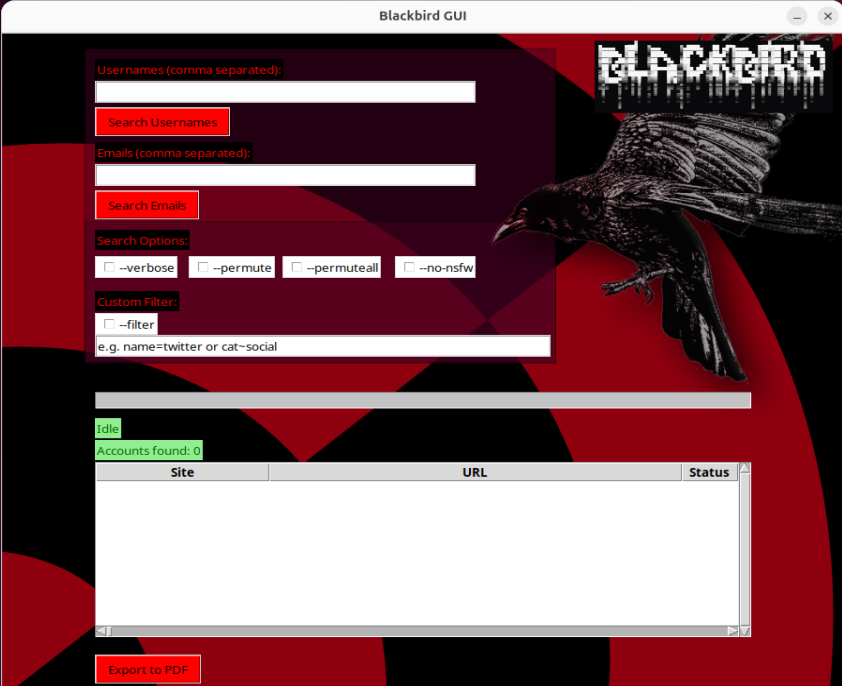 Blackbird GUI
BLACKBIRD
Usernames (comma separated):
Search Usernames
Emails (comma separated):
Search Emails
Search Options:
--verbose --permute --permuteall --no-nsfw
Custom Filter:
--filter
e.g. name=twitter or cat~social
Idle
Accounts found: 0
Site URL Status
Export to PDF